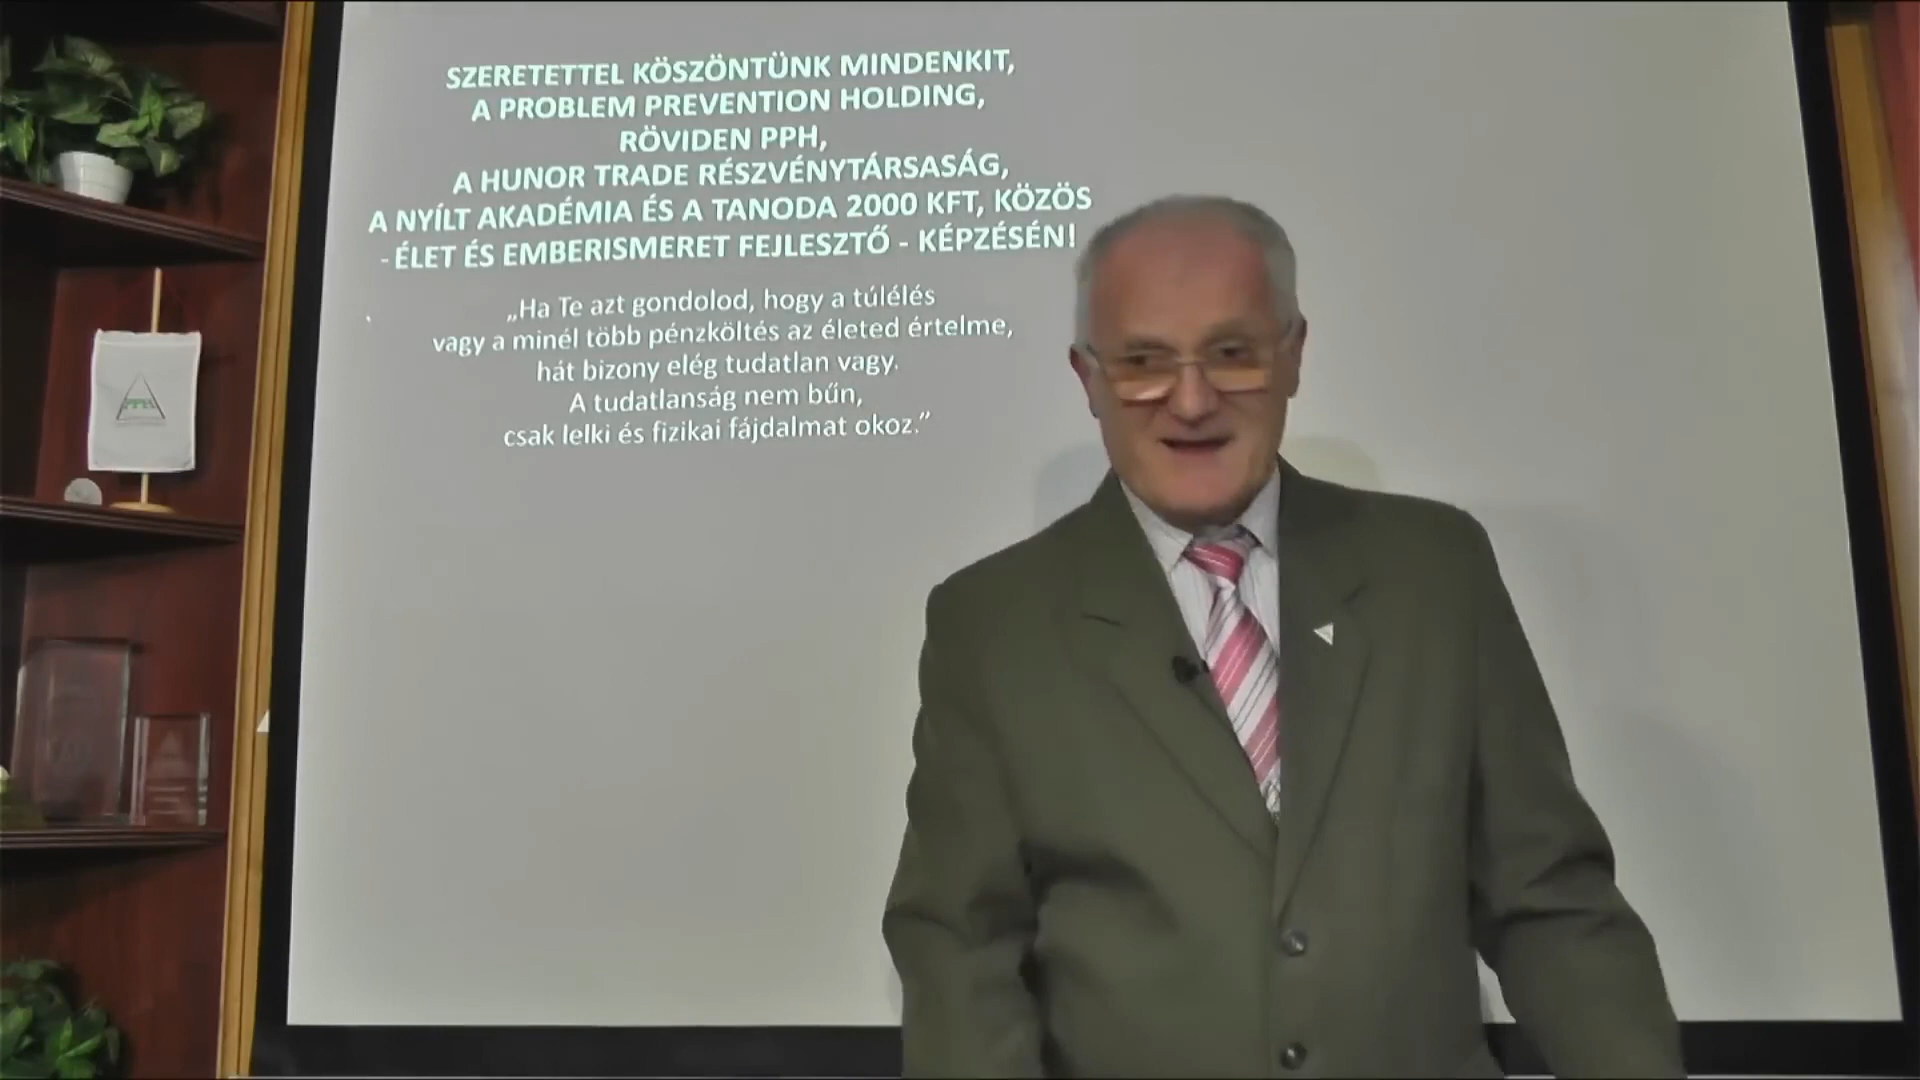 SZERETETTEL KÖSZÖNTÜNK MINDENKIT,
A PROBLEM PREVENTION HOLDING,
RÖVIDEN PPH,
A HUNOR TRADE RÉSZVÉNYTÁRSASÁG,
A NYÍLT AKADÉMIA ÉS A TANODA 2000 KFT, KÖZÖS
- ÉLET ÉS EMBERISMERET FEJLESZTŐ - KÉPZÉSÉN!
„Ha Te azt gondolod, hogy a túlélés
vagy a minél több pénzköltés az életed értelme,
hát bizony elég tudatlan vagy.
A tudatlanság nem bűn,
csak lelki és fizikai fájdalmat okoz.”